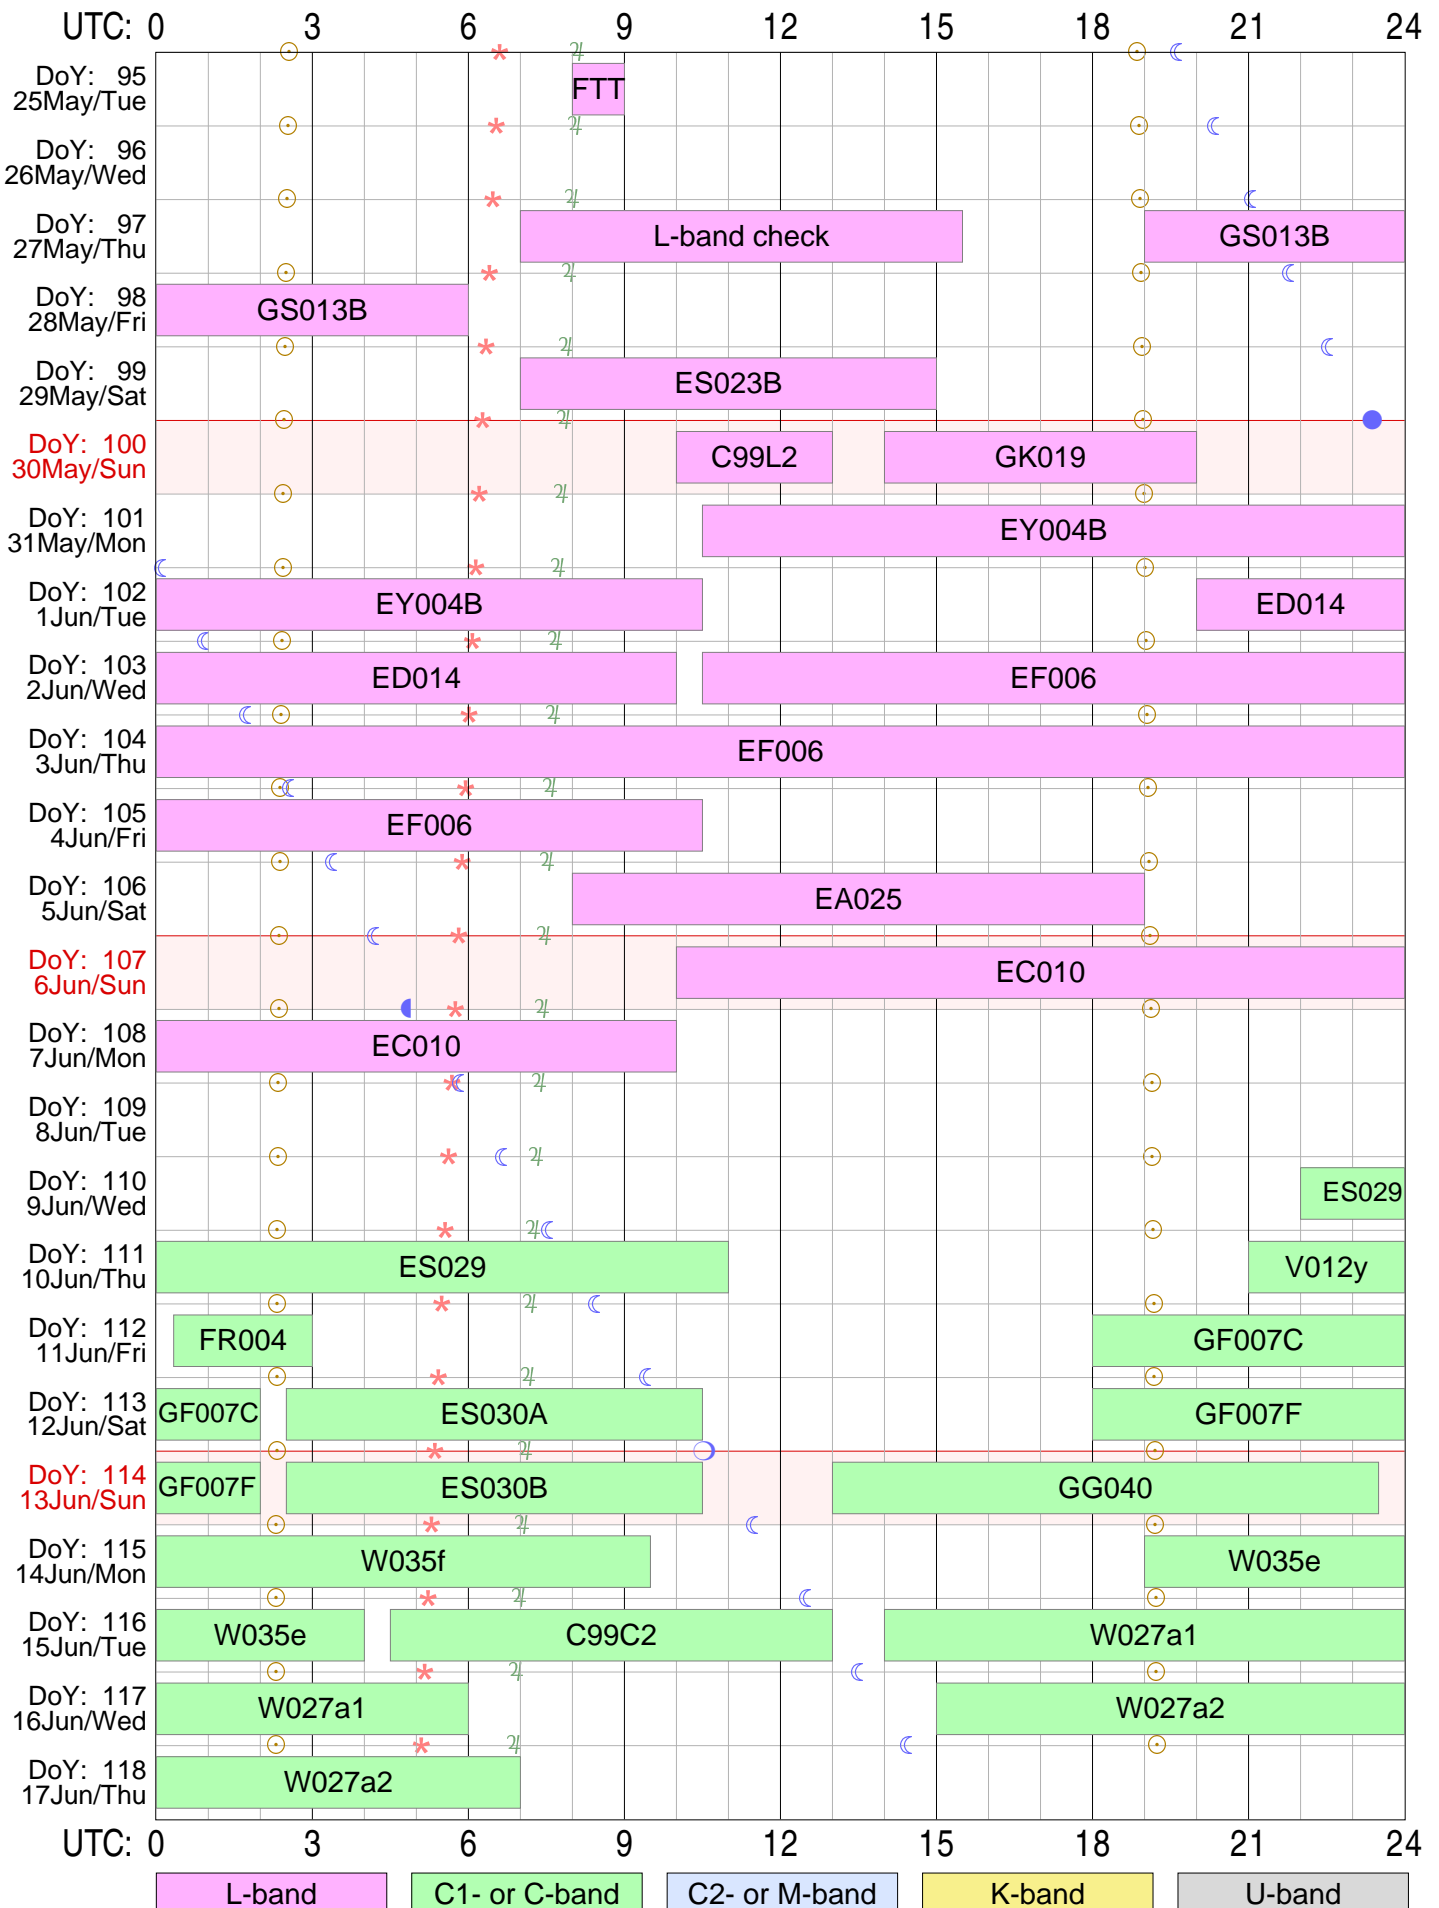 UTC: 0 3 6 9 12 15 18 21 24
DoY: 95
25May/Tue
FTT
DoY: 96
26May/Wed
DoY: 97
27May/Thu
L-band check GS013B
DoY: 98
28May/Fri
GS013B
DoY: 99
29May/Sat
ES023B
DoY: 100
30May/Sun
C99L2 GK019
DoY: 101
31May/Mon
EY004B
DoY: 102
1Jun/Tue
EY004B ED014
DoY: 103
2Jun/Wed
ED014 EF006
DoY: 104
3Jun/Thu
EF006
DoY: 105
4Jun/Fri
EF006
DoY: 106
5Jun/Sat
EA025
DoY: 107
6Jun/Sun
EC010
DoY: 108
7Jun/Mon
EC010
DoY: 109
8Jun/Tue
DoY: 110
9Jun/Wed
ES029
DoY: 111
10Jun/Thu
ES029 V012y
DoY: 112
11Jun/Fri
FR004 GF007C
DoY: 113
12Jun/Sat
GF007C ES030A GF007F
DoY: 114
13Jun/Sun
GF007F ES030B GG040
DoY: 115
14Jun/Mon
W035f W035e
DoY: 116
15Jun/Tue
W035e C99C2 W027a1
DoY: 117
16Jun/Wed
W027a1 W027a2
DoY: 118
17Jun/Thu
W027a2
UTC: 0 3 6 9 12 15 18 21 24
L-band C1- or C-band C2- or M-band K-band U-band